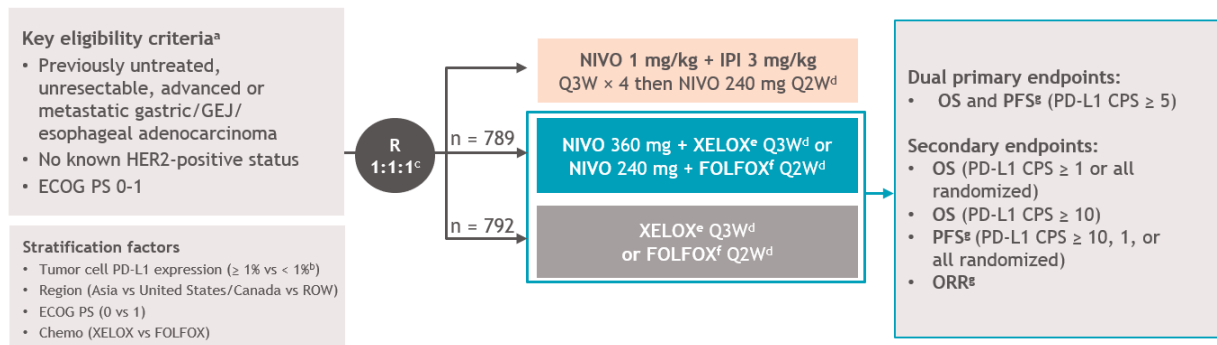 Key eligibility criteriaᵃ
• Previously untreated,
unresectable, advanced or
metastatic gastric/GEJ/
esophageal adenocarcinoma
• No known HER2-positive status
• ECOG PS 0-1
Stratification factors
• Tumor cell PD-L1 expression (≥ 1% vs < 1%ᵇ)
• Region (Asia vs United States/Canada vs ROW)
• ECOG PS (0 vs 1)
• Chemo (XELOX vs FOLFOX)
R
1:1:1ᶜ
n = 789
n = 792
NIVO 1 mg/kg + IPI 3 mg/kg
Q3W × 4 then NIVO 240 mg Q2Wᵈ
NIVO 360 mg + XELOXᵉ Q3Wᵈ or
NIVO 240 mg + FOLFOXᶠ Q2Wᵈ
XELOXᵉ Q3Wᵈ
or FOLFOXᶠ Q2Wᵈ
Dual primary endpoints:
• OS and PFSᵍ (PD-L1 CPS ≥ 5)
Secondary endpoints:
• OS (PD-L1 CPS ≥ 1 or all
randomized)
• OS (PD-L1 CPS ≥ 10)
• PFSᵍ (PD-L1 CPS ≥ 10, 1, or
all randomized)
• ORRᵍ